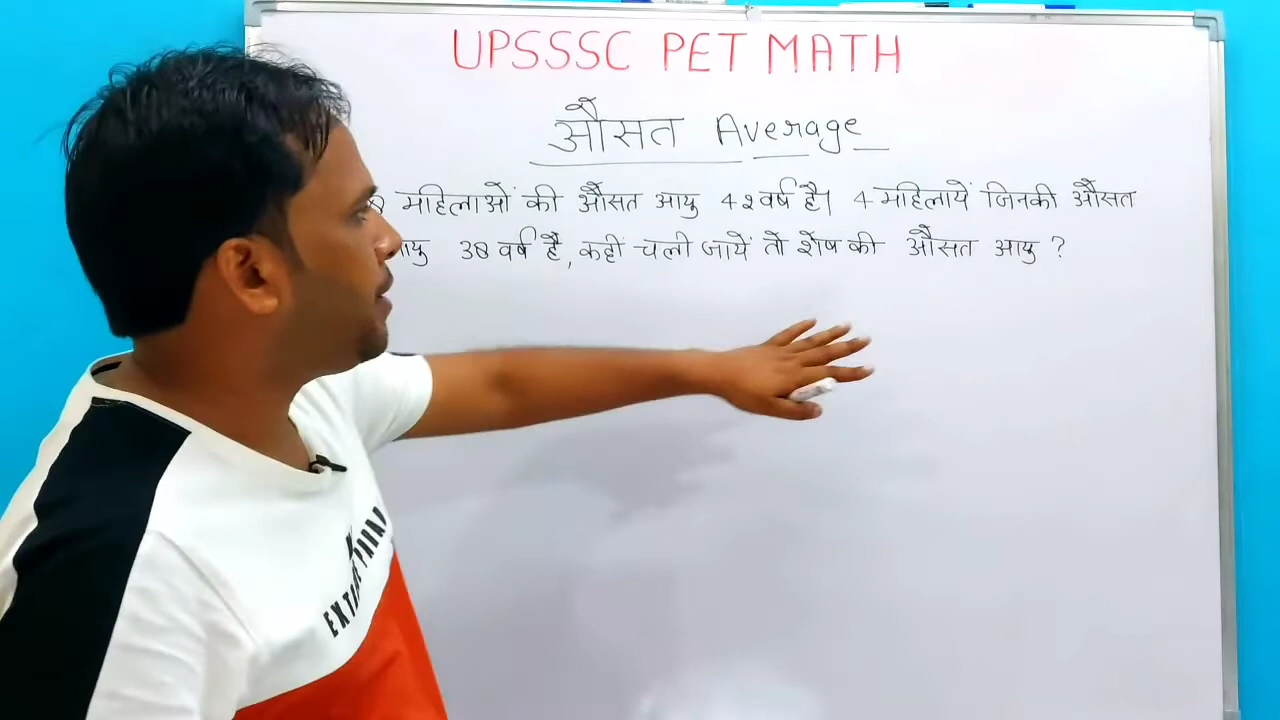 UPSSSC PET MATH
औसत Average
महिलाओं की औसत आयु 42 वर्ष है। 4 महिलायें जिनकी औसत
आयु 38 वर्ष है, कहीं चली जायें तो शेष की औसत आयु ?